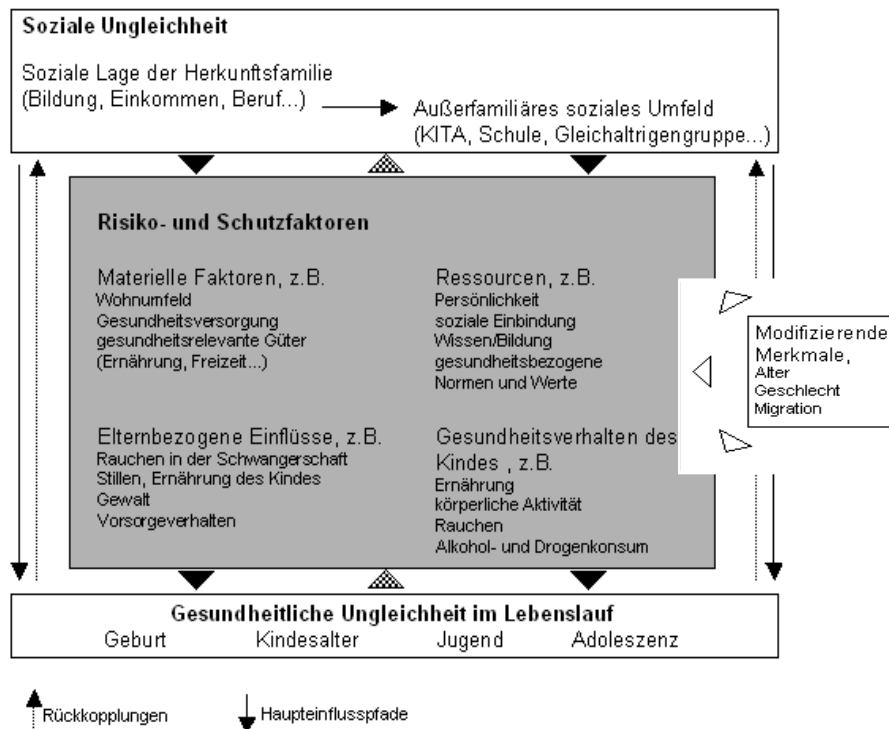 Soziale Ungleichheit
Soziale Lage der Herkunftsfamilie
(Bildung, Einkommen, Beruf...)
Außerfamiliäres soziales Umfeld
(KITA, Schule, Gleichaltrigengruppe...)
Risiko- und Schutzfaktoren
Materielle Faktoren, z.B.
Wohnumfeld
Gesundheitsversorgung
gesundheitsrelevante Güter
(Ernährung, Freizeit...)
Ressourcen, z.B.
Persönlichkeit
soziale Einbindung
Wissen/Bildung
gesundheitsbezogene
Normen und Werte
Elternbezogene Einflüsse, z.B.
Rauchen in der Schwangerschaft
Stillen, Ernährung des Kindes
Gewalt
Vorsorgeverhalten
Gesundheitsverhalten des
Kindes , z.B.
Ernährung
körperliche Aktivität
Rauchen
Alkohol- und Drogenkonsum
Modifizierende
Merkmale,
Alter
Geschlecht
Migration
Gesundheitliche Ungleichheit im Lebenslauf
Geburt Kindesalter Jugend Adoleszenz
Rückkopplungen Haupteinflusspfade